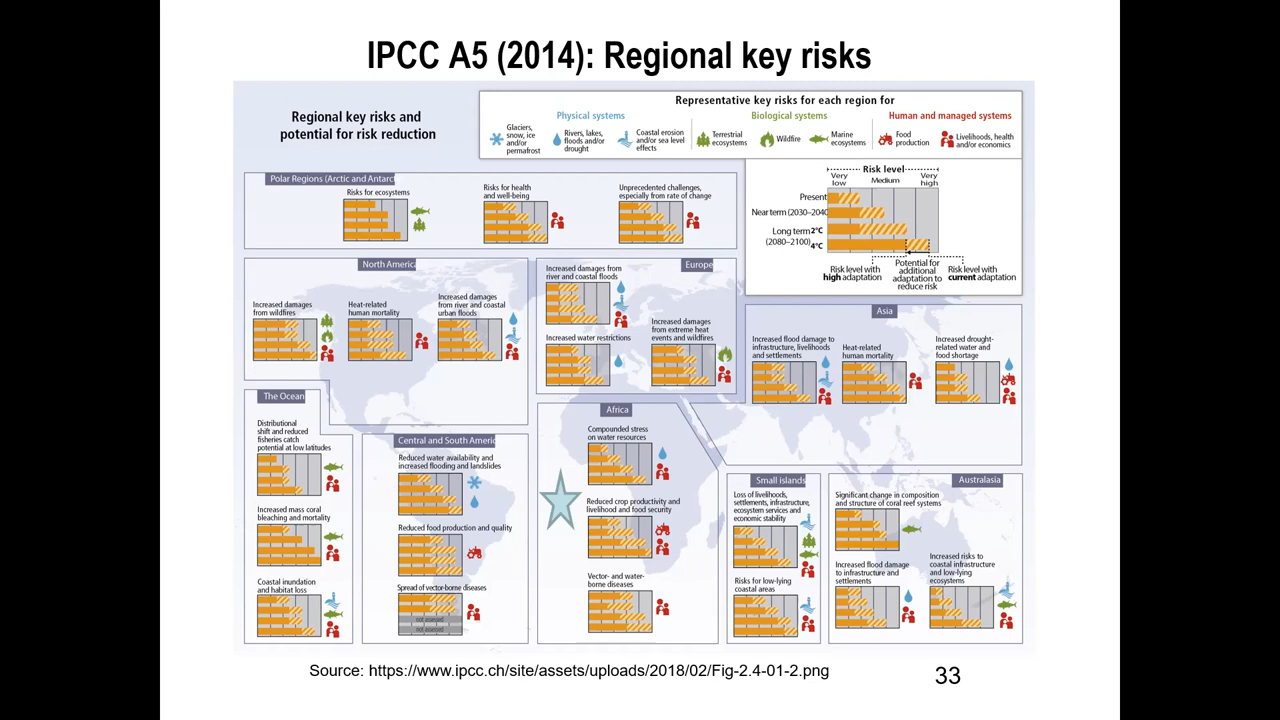 IPCC A5 (2014): Regional key risks
Regional key risks and
potential for risk reduction
Representative key risks for each region for
Physical systems
Glaciers,
snow, ice
and/or
permafrost
Rivers, lakes,
floods and/or
drought
Coastal erosion
and/or sea level
effects
Biological systems
Terrestrial
ecosystems
Wildfire
Marine
ecosystems
Human and managed systems
Food
production
Livelihoods, health
and/or economics
Risk level
Very
low
Medium
Very
high
Present
Near term (2030–2040
Long term 2°C
(2080–2100)
4°C
Risk level with
high adaptation
Potential for
additional
adaptation to
reduce risk
Risk level with
current adaptation
Polar Regions (Arctic and Antarc
Risks for ecosystems
Risks for health
and well-being
Unprecedented challenges,
especially from rate of change
North America
Increased damages
from wildfires
Heat-related
human mortality
Increased damages
from river and coastal
urban floods
Europe
Increased damages from
river and coastal floods
Increased water restrictions
Increased damages
from extreme heat
events and wildfires
Asia
Increased flood damage to
infrastructure, livelihoods
and settlements
Heat-related
human mortality
Increased drought-
related water and
food shortage
The Ocean
Distributional
shift and reduced
fisheries catch
potential at low latitudes
Increased mass coral
bleaching and mortality
Coastal inundation
and habitat loss
Central and South Americ
Reduced water availability and
increased flooding and landslides
Reduced food production and quality
Spread of vector-borne diseases
not assessed
not assessed
Africa
Compounded stress
on water resources
Reduced crop productivity and
livelihood and food security
Vector- and water-
borne diseases
Small islands
Loss of livelihoods,
settlements, infrastructure,
ecosystem services and
economic stability
Risks for low-lying
coastal areas
Australasia
Significant change in composition
and structure of coral reef systems
Increased flood damage
to infrastructure and
settlements
Increased risks to
coastal infrastructure
and low-lying
ecosystems
Source: https://www.ipcc.ch/site/assets/uploads/2018/02/Fig-2.4-01-2.png
33